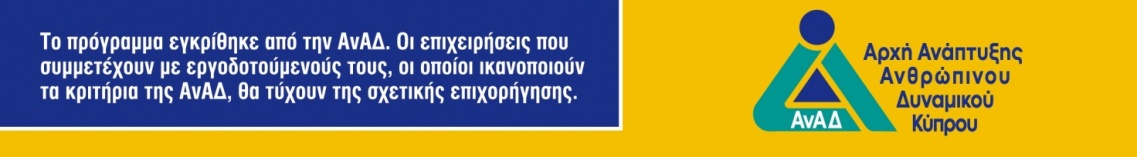 Το πρόγραμμα εγκρίθηκε από την ΑνΑΔ. Οι επιχειρήσεις που
συμμετέχουν με εργοδοτούμενούς τους, οι οποίοι ικανοποιούν
τα κριτήρια της ΑνΑΔ, θα τύχουν της σχετικής επιχορήγησης.
ΑνΑΔ
Αρχή Ανάπτυξης
Ανθρώπινου
Δυναμικού
Κύπρου